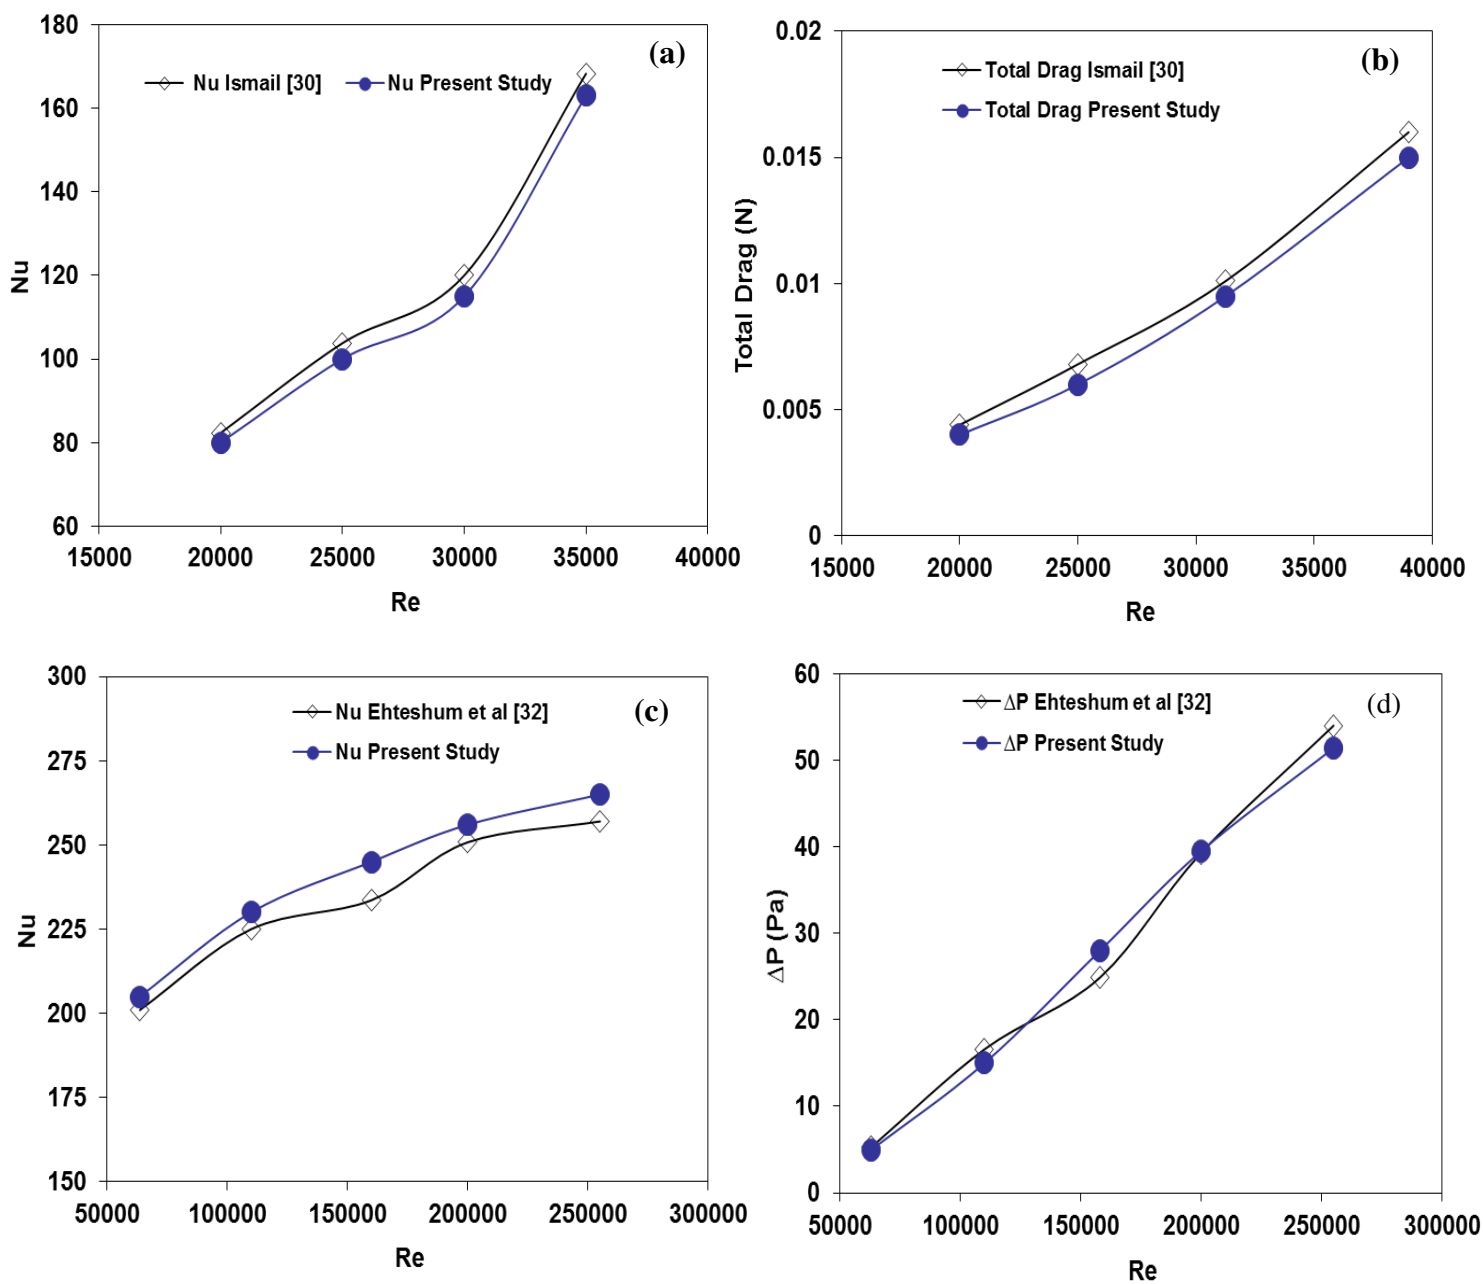 (a)
Nu Ismail [30]
Nu Present Study
180
160
140
120
100
80
60
Nu
15000 20000 25000 30000 35000 40000
Re
(b)
Total Drag Ismail [30]
Total Drag Present Study
0.02
0.015
0.01
0.005
0
Total Drag (N)
15000 20000 25000 30000 35000 40000
Re
(c)
Nu Ehteshum et al [32]
Nu Present Study
300
275
250
225
200
175
150
Nu
50000 100000 150000 200000 250000 300000
Re
(d)
ΔP Ehteshum et al [32]
ΔP Present Study
60
50
40
30
20
10
0
ΔP (Pa)
50000 100000 150000 200000 250000 300000
Re